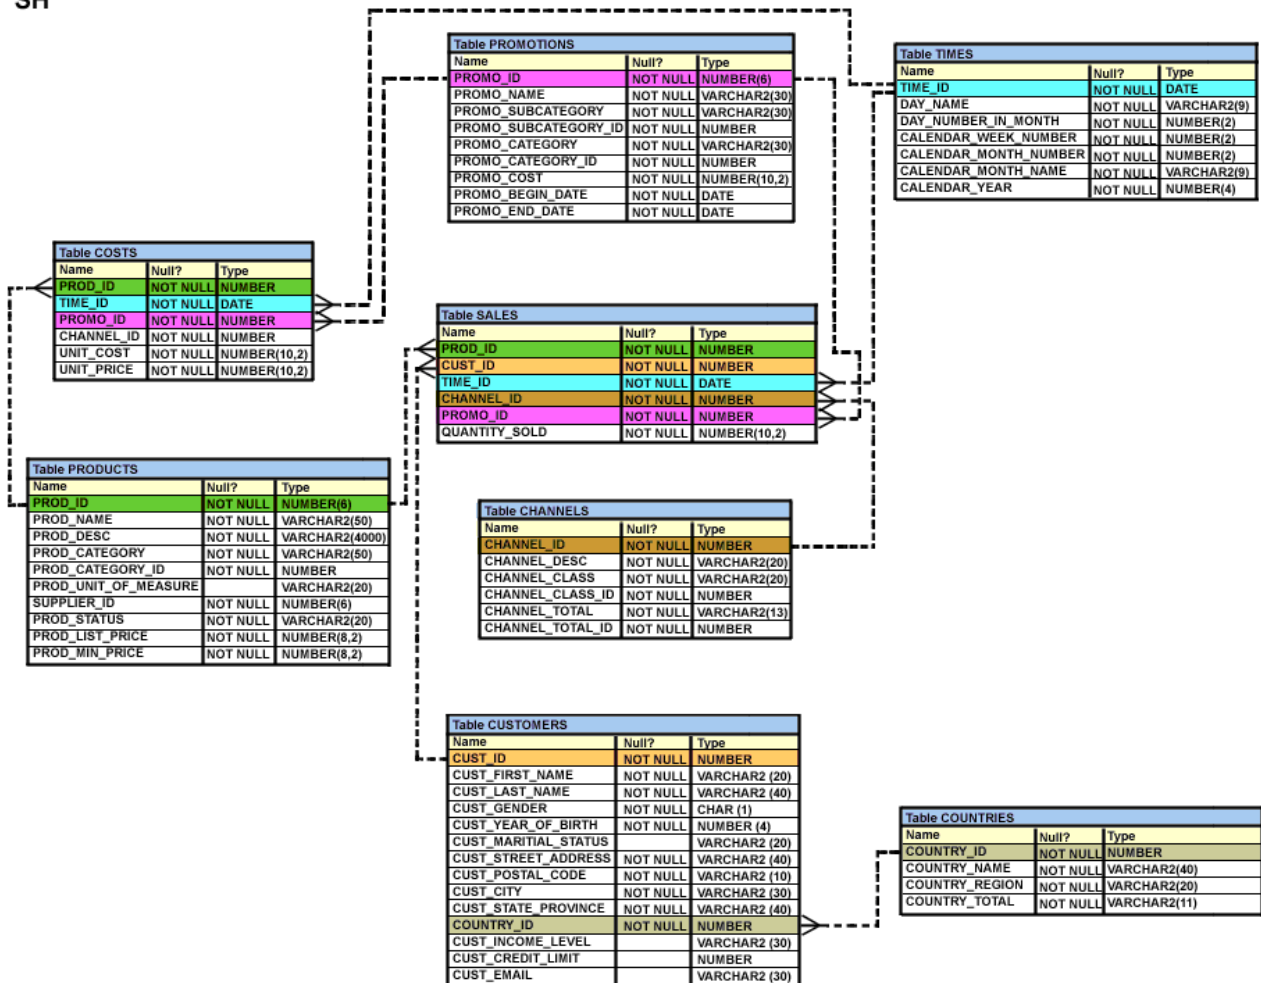 SH
Table PROMOTIONS
Name Null? Type
PROMO_ID NOT NULL NUMBER(6)
PROMO_NAME NOT NULL VARCHAR2(30)
PROMO_SUBCATEGORY NOT NULL VARCHAR2(30)
PROMO_SUBCATEGORY_ID NOT NULL NUMBER
PROMO_CATEGORY NOT NULL VARCHAR2(30)
PROMO_CATEGORY_ID NOT NULL NUMBER
PROMO_COST NOT NULL NUMBER(10,2)
PROMO_BEGIN_DATE NOT NULL DATE
PROMO_END_DATE NOT NULL DATE
Table TIMES
Name Null? Type
TIME_ID NOT NULL DATE
DAY_NAME NOT NULL VARCHAR2(9)
DAY_NUMBER_IN_MONTH NOT NULL NUMBER(2)
CALENDAR_WEEK_NUMBER NOT NULL NUMBER(2)
CALENDAR_MONTH_NUMBER NOT NULL NUMBER(2)
CALENDAR_MONTH_NAME NOT NULL VARCHAR2(9)
CALENDAR_YEAR NOT NULL NUMBER(4)
Table COSTS
Name Null? Type
PROD_ID NOT NULL NUMBER
TIME_ID NOT NULL DATE
PROMO_ID NOT NULL NUMBER
CHANNEL_ID NOT NULL NUMBER
UNIT_COST NOT NULL NUMBER(10,2)
UNIT_PRICE NOT NULL NUMBER(10,2)
Table SALES
Name Null? Type
PROD_ID NOT NULL NUMBER
CUST_ID NOT NULL NUMBER
TIME_ID NOT NULL DATE
CHANNEL_ID NOT NULL NUMBER
PROMO_ID NOT NULL NUMBER
QUANTITY_SOLD NOT NULL NUMBER(10,2)
Table PRODUCTS
Name Null? Type
PROD_ID NOT NULL NUMBER(6)
PROD_NAME NOT NULL VARCHAR2(50)
PROD_DESC NOT NULL VARCHAR2(4000)
PROD_CATEGORY NOT NULL VARCHAR2(50)
PROD_CATEGORY_ID NOT NULL NUMBER
PROD_UNIT_OF_MEASURE VARCHAR2(20)
SUPPLIER_ID NOT NULL NUMBER(6)
PROD_STATUS NOT NULL VARCHAR2(20)
PROD_LIST_PRICE NOT NULL NUMBER(8,2)
PROD_MIN_PRICE NOT NULL NUMBER(8,2)
Table CHANNELS
Name Null? Type
CHANNEL_ID NOT NULL NUMBER
CHANNEL_DESC NOT NULL VARCHAR2(20)
CHANNEL_CLASS NOT NULL VARCHAR2(20)
CHANNEL_CLASS_ID NOT NULL NUMBER
CHANNEL_TOTAL NOT NULL VARCHAR2(13)
CHANNEL_TOTAL_ID NOT NULL NUMBER
Table CUSTOMERS
Name Null? Type
CUST_ID NOT NULL NUMBER
CUST_FIRST_NAME NOT NULL VARCHAR2 (20)
CUST_LAST_NAME NOT NULL VARCHAR2 (40)
CUST_GENDER NOT NULL CHAR (1)
CUST_YEAR_OF_BIRTH NOT NULL NUMBER (4)
CUST_MARITIAL_STATUS VARCHAR2 (20)
CUST_STREET_ADDRESS NOT NULL VARCHAR2 (40)
CUST_POSTAL_CODE NOT NULL VARCHAR2 (10)
CUST_CITY NOT NULL VARCHAR2 (30)
CUST_STATE_PROVINCE NOT NULL VARCHAR2 (40)
COUNTRY_ID NOT NULL NUMBER
CUST_INCOME_LEVEL VARCHAR2 (30)
CUST_CREDIT_LIMIT NUMBER
CUST_EMAIL VARCHAR2 (30)
Table COUNTRIES
Name Null? Type
COUNTRY_ID NOT NULL NUMBER
COUNTRY_NAME NOT NULL VARCHAR2(40)
COUNTRY_REGION NOT NULL VARCHAR2(20)
COUNTRY_TOTAL NOT NULL VARCHAR2(11)